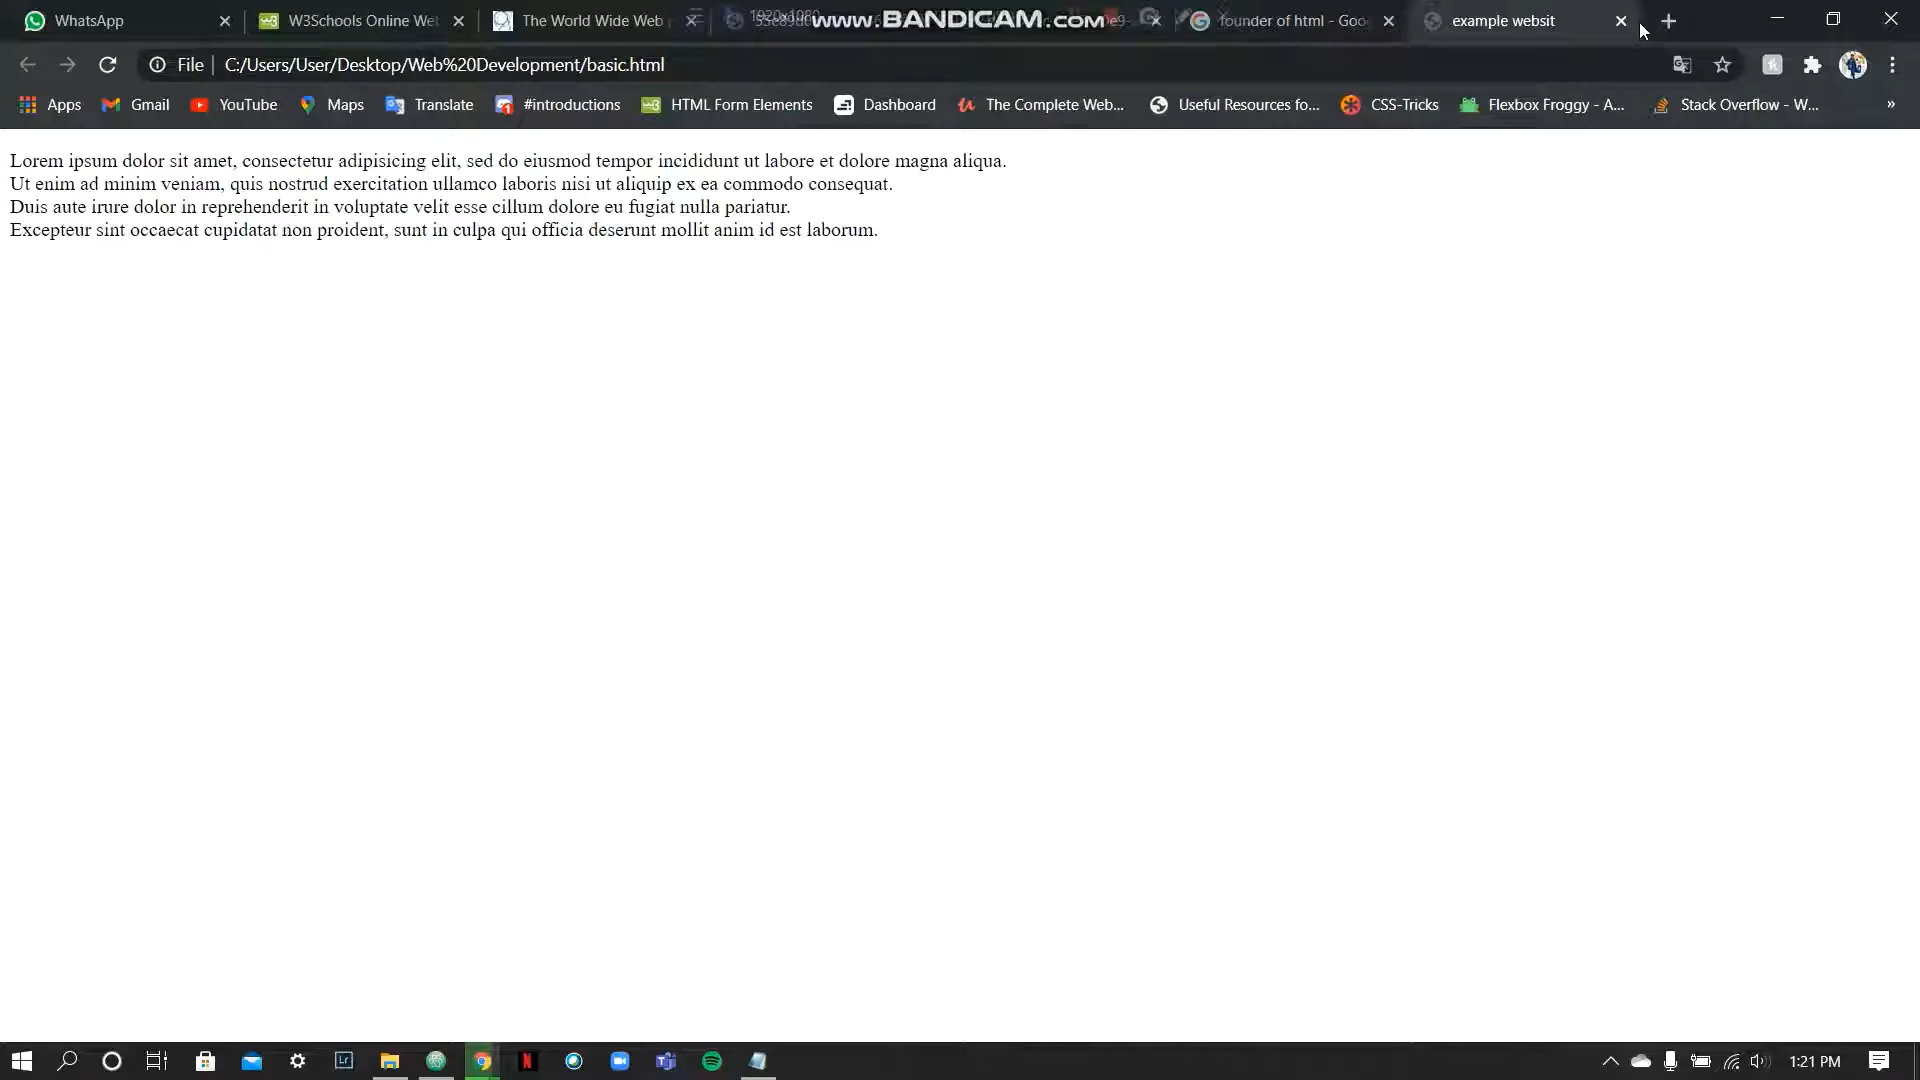 WhatsApp
W3Schools Online Wel
The World Wide Web
1920x1080
www.BANDICAM.com
founder of html - Goo
example websit
File
C:/Users/User/Desktop/Web%20Development/basic.html
Apps
Gmail
YouTube
Maps
Translate
#introductions
HTML Form Elements
Dashboard
The Complete Web...
Useful Resources fo...
CSS-Tricks
Flexbox Froggy - A...
Stack Overflow - W...
»
Lorem ipsum dolor sit amet, consectetur adipisicing elit, sed do eiusmod tempor incididunt ut labore et dolore magna aliqua.
Ut enim ad minim veniam, quis nostrud exercitation ullamco laboris nisi ut aliquip ex ea commodo consequat.
Duis aute irure dolor in reprehenderit in voluptate velit esse cillum dolore eu fugiat nulla pariatur.
Excepteur sint occaecat cupidatat non proident, sunt in culpa qui officia deserunt mollit anim id est laborum.
1:21 PM